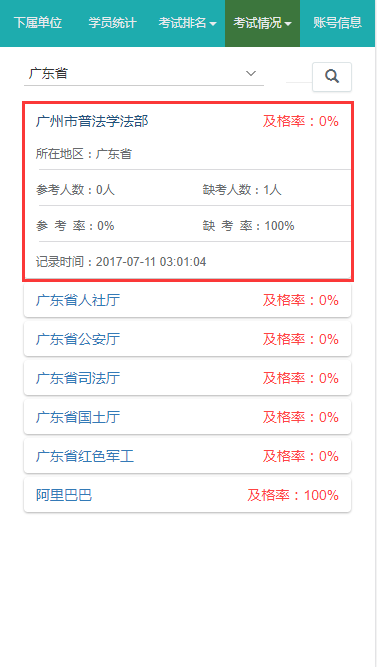 下属单位 学员统计 考试排名 考试情况 账号信息
广东省
广州市普法学法部 及格率：0%
所在地区：广东省
参考人数：0人 缺考人数：1人
参 考 率：0% 缺 考 率：100%
记录时间：2017-07-11 03:01:04
广东省人社厅 及格率：0%
广东省公安厅 及格率：0%
广东省司法厅 及格率：0%
广东省国土厅 及格率：0%
广东省红色军工 及格率：0%
阿里巴巴 及格率：100%